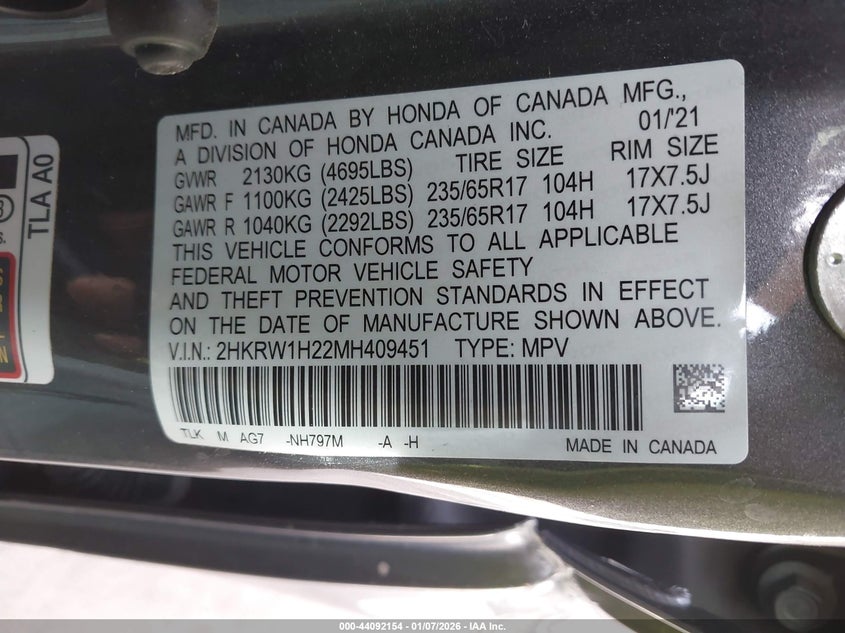 MFD. IN CANADA BY HONDA OF CANADA MFG.,
A DIVISION OF HONDA CANADA INC. 01/'21
GVWR 2130KG (4695LBS) TIRE SIZE RIM SIZE
GAWR F 1100KG (2425LBS) 235/65R17 104H 17X7.5J
GAWR R 1040KG (2292LBS) 235/65R17 104H 17X7.5J
THIS VEHICLE CONFORMS TO ALL APPLICABLE
FEDERAL MOTOR VEHICLE SAFETY
AND THEFT PREVENTION STANDARDS IN EFFECT
ON THE DATE OF MANUFACTURE SHOWN ABOVE.
V.I.N.: 2HKRW1H22MH409451 TYPE: MPV
TLK M AG7 -NH797M -A -H
MADE IN CANADA
TLA A0
000-44092154 - 01/07/2026 - IAA Inc.